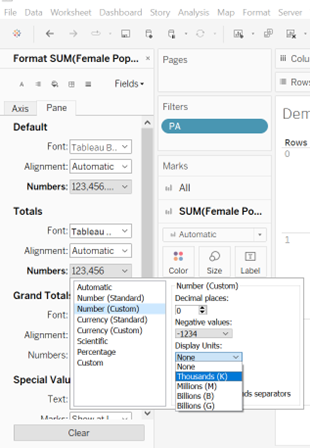 File Data Worksheet Dashboard Story Analysis Map Format Server
Format SUM(Female Pop...
Fields
Axis Pane
Default
Font: Tableau B...
Alignment: Automatic
Numbers: 123,456....
Totals
Font: Tableau ...
Alignment: Automatic
Numbers: 123,456
Grand Totals
Font:
Alignment:
Numbers:
Special Valu
Text:
Marks: Show at I
Clear
Pages
Filters
PA
Marks
All
SUM(Female Po...
Automatic
Color Size Label
Colu
Rows
Dem
Rows
0
1
Automatic
Number (Standard)
Number (Custom)
Currency (Standard)
Currency (Custom)
Scientific
Percentage
Custom
Number (Custom)
Decimal places:
0
Negative values:
-1234
Display Units:
None
None
Thousands (K)
Millions (M)
Billions (B)
Billions (G)
ds separators